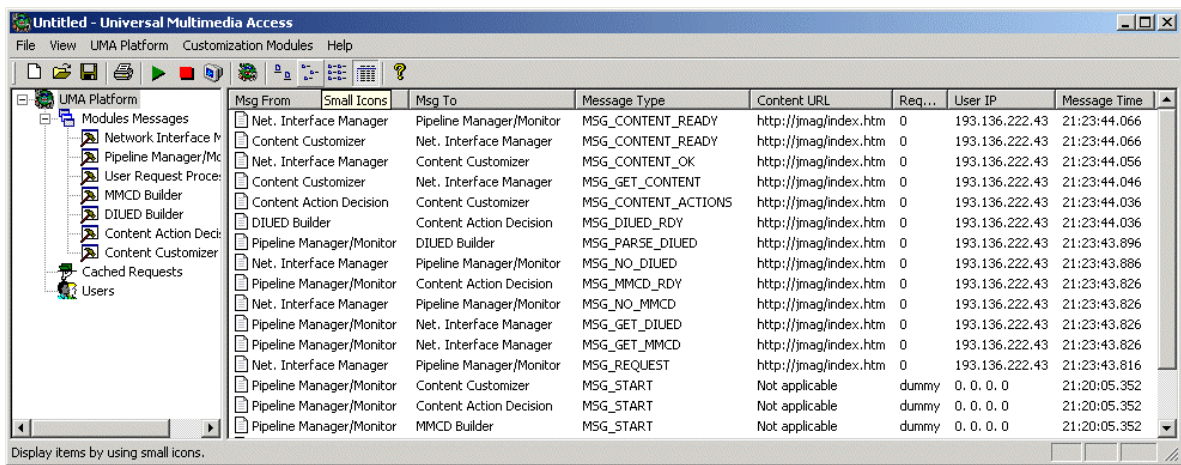 Untitled - Universal Multimedia Access
File View UMA Platform Customization Modules Help
UMA Platform
Modules Messages
Network Interface M
Pipeline Manager/Mo
User Request Proce
MMCD Builder
DIUED Builder
Content Action Deci
Content Customizer
Cached Requests
Users
Msg From Small Icons Msg To Message Type Content URL Req... User IP Message Time
Net. Interface Manager Pipeline Manager/Monitor MSG_CONTENT_READY http://jmag/index.htm 0 193.136.222.43 21:23:44.066
Content Customizer Net. Interface Manager MSG_CONTENT_READY http://jmag/index.htm 0 193.136.222.43 21:23:44.066
Net. Interface Manager Content Customizer MSG_CONTENT_OK http://jmag/index.htm 0 193.136.222.43 21:23:44.056
Content Customizer Net. Interface Manager MSG_GET_CONTENT http://jmag/index.htm 0 193.136.222.43 21:23:44.046
Content Action Decision Content Customizer MSG_CONTENT_ACTIONS http://jmag/index.htm 0 193.136.222.43 21:23:44.036
DIUED Builder Content Action Decision MSG_DIUED_RDY http://jmag/index.htm 0 193.136.222.43 21:23:44.036
Pipeline Manager/Monitor DIUED Builder MSG_PARSE_DIUED http://jmag/index.htm 0 193.136.222.43 21:23:43.896
Net. Interface Manager Pipeline Manager/Monitor MSG_NO_DIUED http://jmag/index.htm 0 193.136.222.43 21:23:43.886
Pipeline Manager/Monitor Content Action Decision MSG_MMCD_RDY http://jmag/index.htm 0 193.136.222.43 21:23:43.826
Net. Interface Manager Pipeline Manager/Monitor MSG_NO_MMCD http://jmag/index.htm 0 193.136.222.43 21:23:43.826
Pipeline Manager/Monitor Net. Interface Manager MSG_GET_DIUED http://jmag/index.htm 0 193.136.222.43 21:23:43.826
Pipeline Manager/Monitor Net. Interface Manager MSG_GET_MMCD http://jmag/index.htm 0 193.136.222.43 21:23:43.826
Net. Interface Manager Pipeline Manager/Monitor MSG_REQUEST http://jmag/index.htm 0 193.136.222.43 21:23:43.816
Pipeline Manager/Monitor Content Customizer MSG_START Not applicable dummy 0. 0. 0. 0 21:20:05.352
Pipeline Manager/Monitor Content Action Decision MSG_START Not applicable dummy 0. 0. 0. 0 21:20:05.352
Pipeline Manager/Monitor MMCD Builder MSG_START Not applicable dummy 0. 0. 0. 0 21:20:05.352
Display items by using small icons.